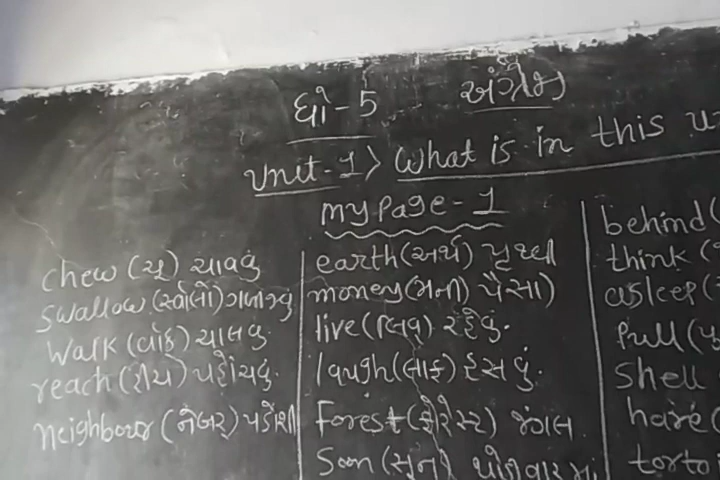 ધો-5 અંગ્રેજી
Unit-1> What is in this u
my Page-1
chew (ચૂ) ચાવવું
swallow (સ્વોલો) ગળવું
walk (વૉક) ચાલવું
reach (રીચ) પહોંચવું
neighbour (નેબર) પડોશી
earth (અર્થ) પૃથ્વી
money (મની) પૈસા)
live (લિવ) રહેવું.
laugh (લાફ) હસવું.
Forest (ફોરેસ્ટ) જંગલ
Soon (સૂન) થોડીવારમાં
behind (
think (
asleep (
Pull (પુ
Shell
hare (
torto